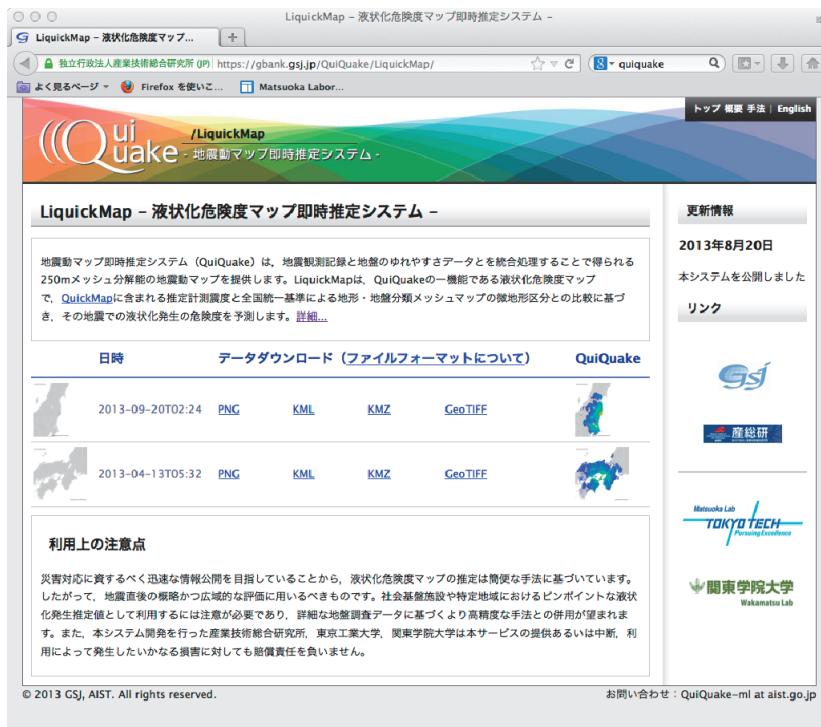 LiquickMap – 液状化危険度マップ即時推定システム –
LiquickMap – 液状化危険度マップ...
独立行政法人産業技術総合研究所 (JP) https://gbank.gsj.jp/QuiQuake/LiquickMap/
quiquake
よく見るページ
Firefox を使いこ...
Matsuoka Labor...
トップ 概要 手法 | English
QuiQuake
/LiquickMap
- 地震動マップ即時推定システム -
LiquickMap – 液状化危険度マップ即時推定システム –
地震動マップ即時推定システム（QuiQuake）は，地震観測記録と地盤のゆれやすさデータとを統合処理することで得られる
250mメッシュ分解能の地震動マップを提供します。LiquickMapは，QuiQuakeの一機能である液状化危険度マップ
で，QuickMapに含まれる推定計測震度と全国統一基準による地形・地盤分類メッシュマップの微地形区分との比較に基づ
き，その地震での液状化発生の危険度を予測します。詳細...
日時 データダウンロード（ファイルフォーマットについて） QuiQuake
2013-09-20T02:24 PNG KML KMZ GeoTIFF
2013-04-13T05:32 PNG KML KMZ GeoTIFF
利用上の注意点
災害対応に資するべく迅速な情報公開を目指していることから，液状化危険度マップの推定は簡便な手法に基づいています。
したがって，地震直後の概略かつ広域的な評価に用いるべきものです。社会基盤施設や特定地域におけるピンポイントな液状
化発生推定値として利用するには注意が必要であり，詳細な地盤調査データに基づくより高精度な手法との併用が望まれま
す。また，本システム開発を行った産業技術総合研究所，東京工業大学，関東学院大学は本サービスの提供あるいは中断，利
用によって発生したいかなる損害に対しても賠償責任を負いません。
更新情報
2013年8月20日
本システムを公開しました
リンク
gsj
産総研
Matsuoka Lab
TOKYO TECH
Pursuing Excellence
関東学院大学
Wakamatsu Lab
© 2013 GSJ, AIST. All rights reserved.
お問い合わせ：QuiQuake-ml at aist.go.jp